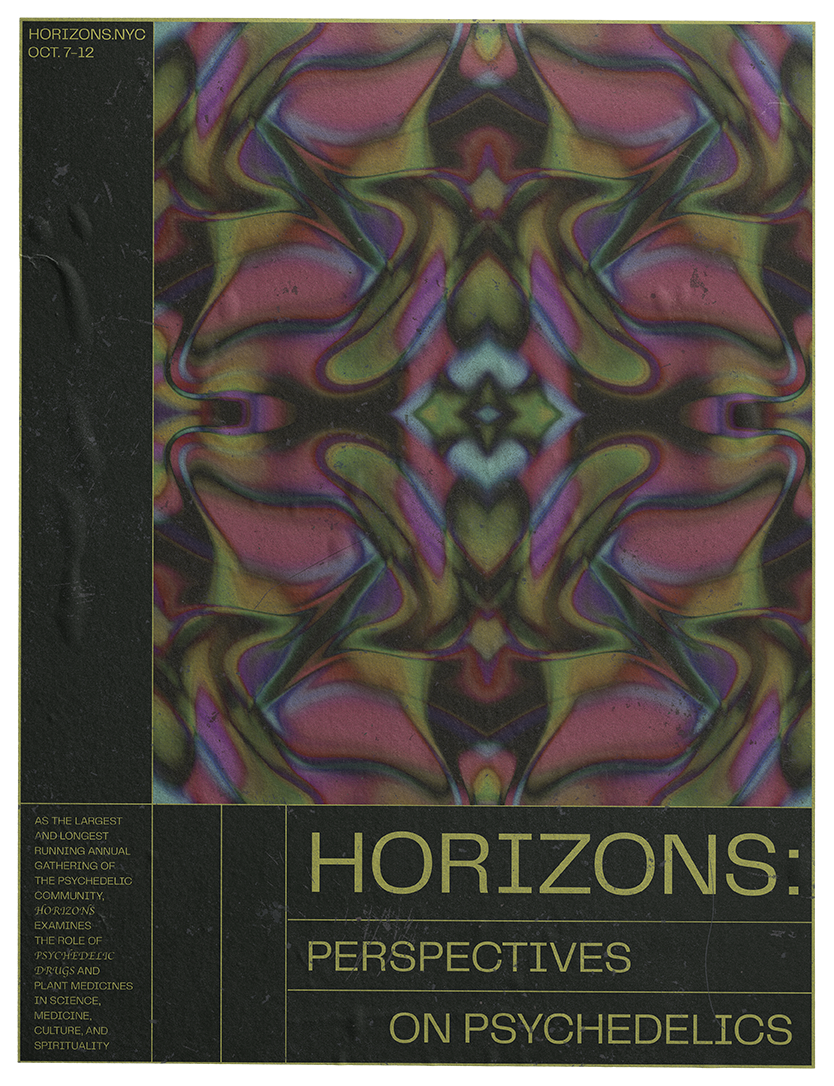 HORIZONS.NYC
OCT. 7-12
AS THE LARGEST
AND LONGEST
RUNNING ANNUAL
GATHERING OF
THE PSYCHEDELIC
COMMUNITY,
HORIZONS
EXAMINES
THE ROLE OF
PSYCHEDELIC
DRUGS AND
PLANT MEDICINES
IN SCIENCE,
MEDICINE,
CULTURE, AND
SPIRITUALITY
HORIZONS:
PERSPECTIVES
ON PSYCHEDELICS